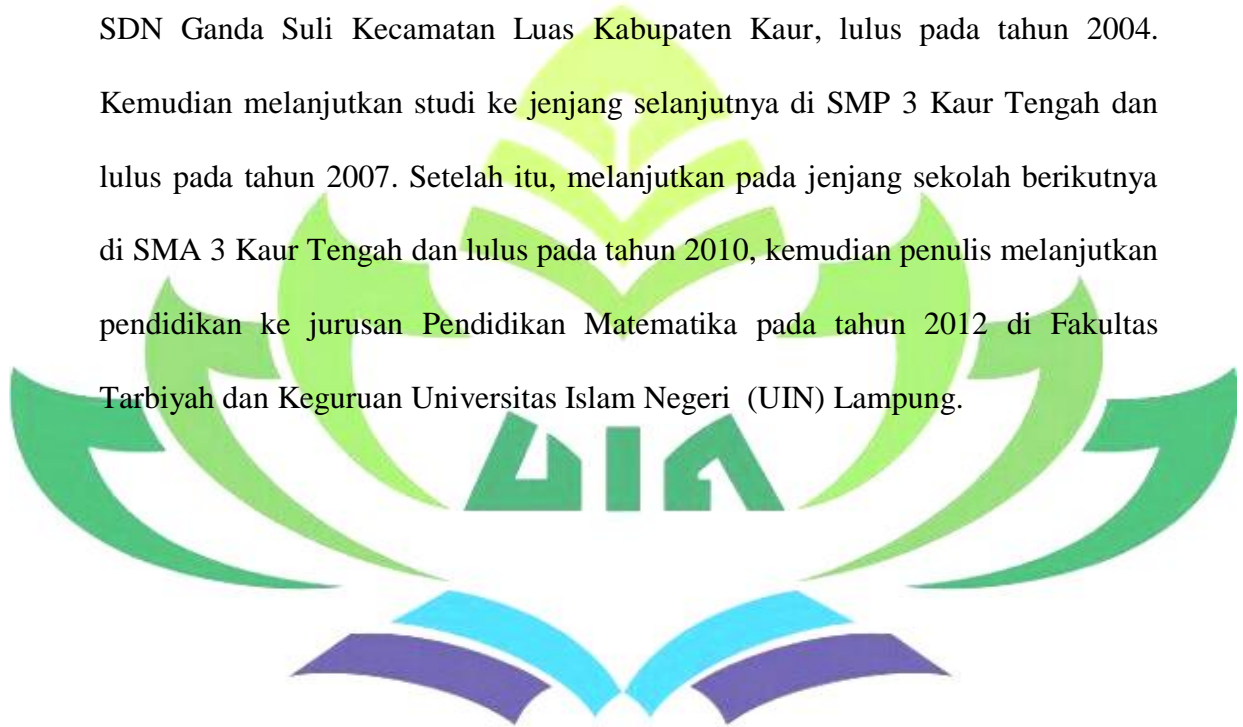 SDN Ganda Suli Kecamatan Luas Kabupaten Kaur, lulus pada tahun 2004.
Kemudian melanjutkan studi ke jenjang selanjutnya di SMP 3 Kaur Tengah dan
lulus pada tahun 2007. Setelah itu, melanjutkan pada jenjang sekolah berikutnya
di SMA 3 Kaur Tengah dan lulus pada tahun 2010, kemudian penulis melanjutkan
pendidikan ke jurusan Pendidikan Matematika pada tahun 2012 di Fakultas
Tarbiyah dan Keguruan Universitas Islam Negeri (UIN) Lampung.
UIN